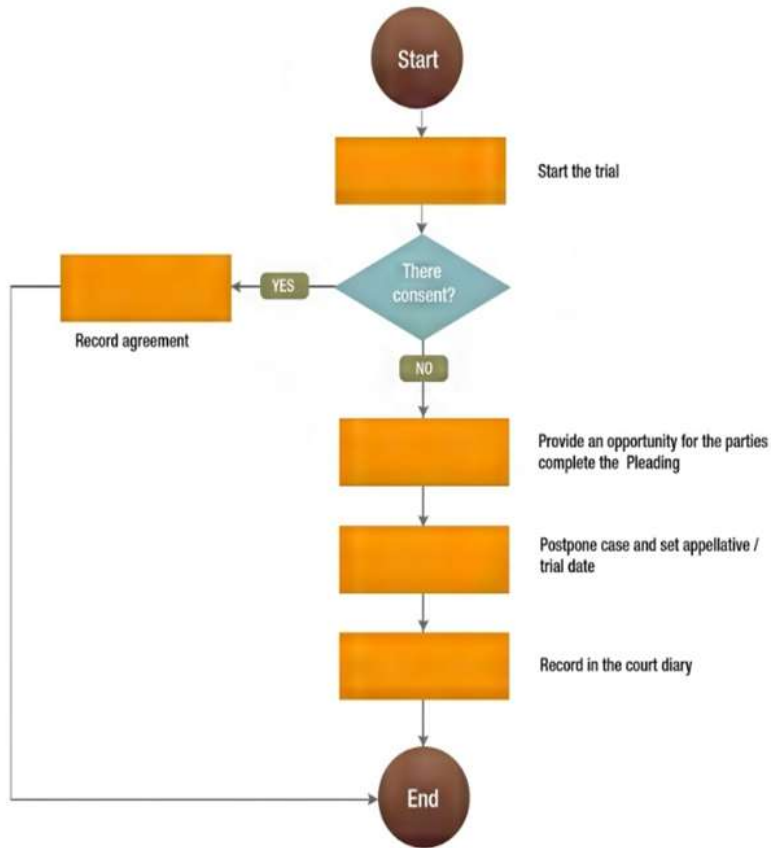 Start
Start the trial
There
consent?
YES
Record agreement
NO
Provide an opportunity for the parties
complete the Pleading
Postpone case and set appellative /
trial date
Record in the court diary
End